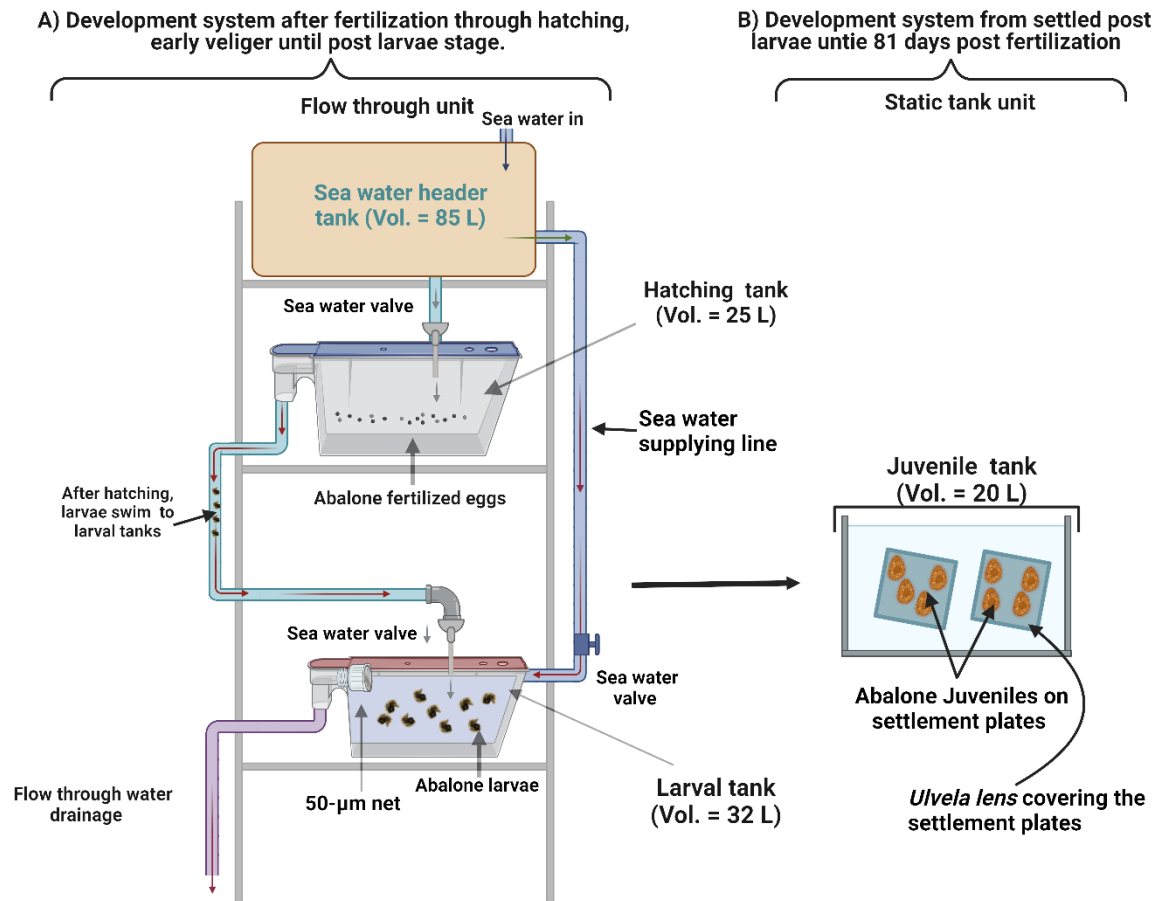 A) Development system after fertilization through hatching,
early veliger until post larvae stage.
B) Development system from settled post
larvae untie 81 days post fertilization
Flow through unit
Static tank unit
Sea water in
Sea water header
tank (Vol. = 85 L)
Sea water valve
Hatching tank
(Vol. = 25 L)
Sea water
supplying line
Abalone fertilized eggs
After hatching,
larvae swim to
larval tanks
Juvenile tank
(Vol. = 20 L)
Sea water valve
Sea water
valve
Abalone Juveniles on
settlement plates
Abalone larvae
50-μm net
Larval tank
(Vol. = 32 L)
Flow through water
drainage
Ulvela lens covering the
settlement plates